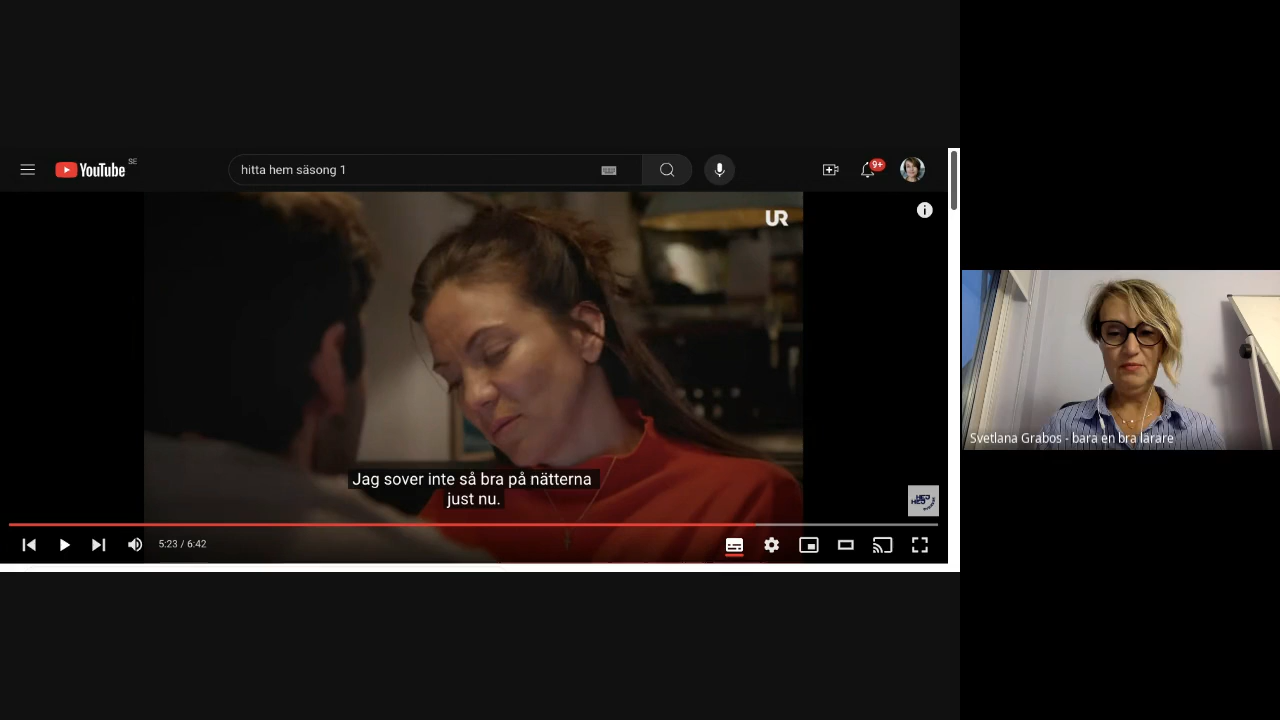 YouTube SE
hitta hem säsong 1
9+
UR
Jag sover inte så bra på nätterna
just nu.
5:23 / 6:42
Svetlana Grabos - bara en bra lärare